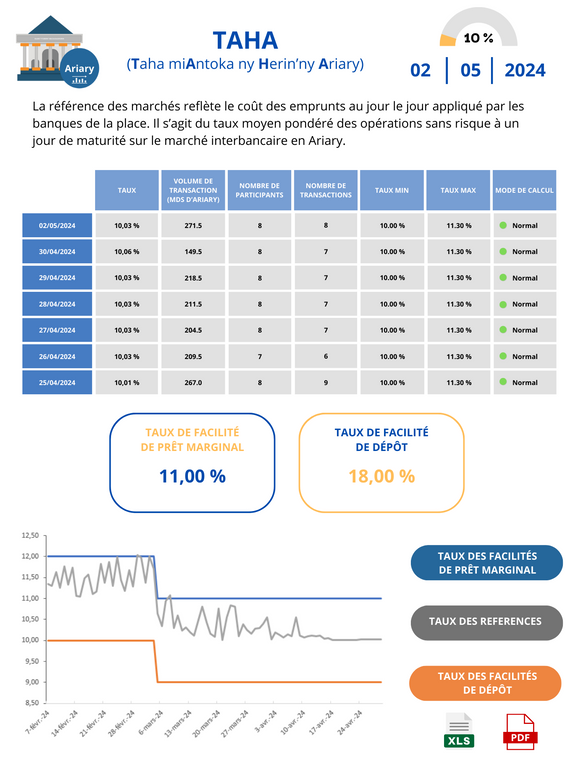 Ariary
TAHA
(Taha miAntoka ny Herin'ny Ariary)
10 %
02 05 2024
La référence des marchés reflète le coût des emprunts au jour le jour appliqué par les
banques de la place. Il s'agit du taux moyen pondéré des opérations sans risque à un
jour de maturité sur le marché interbancaire en Ariary.
TAUX
VOLUME DE
TRANSACTION
(MDS D'ARIARY)
NOMBRE DE
PARTICIPANTS
NOMBRE DE
TRANSACTIONS
TAUX MIN
TAUX MAX
MODE DE CALCUL
02/05/2024 10,03 % 271.5 8 8 10.00 % 11.30 % Normal
30/04/2024 10,06 % 149.5 8 7 10.00 % 11.30 % Normal
29/04/2024 10,03 % 218.5 8 7 10.00 % 11.30 % Normal
28/04/2024 10,03 % 211.5 8 7 10.00 % 11.30 % Normal
27/04/2024 10,03 % 204.5 8 7 10.00 % 11.30 % Normal
26/04/2024 10,03 % 209.5 7 6 10.00 % 11.30 % Normal
25/04/2024 10,01 % 267.0 8 9 10.00 % 11.30 % Normal
TAUX DE FACILITÉ
DE PRÊT MARGINAL
11,00 %
TAUX DE FACILITÉ
DE DÉPÔT
18,00 %
12,50
12,00
11,50
11,00
10,50
10,00
9,50
9,00
8,50
7-févr.-24
14-févr.-24
21-févr.-24
28-févr.-24
6-mars-24
13-mars-24
20-mars-24
27-mars-24
3-avr.-24
10-avr.-24
17-avr.-24
24-avr.-24
TAUX DES FACILITÉS
DE PRÊT MARGINAL
TAUX DES REFERENCES
TAUX DES FACILITÉS
DE DÉPÔT
XLS
PDF